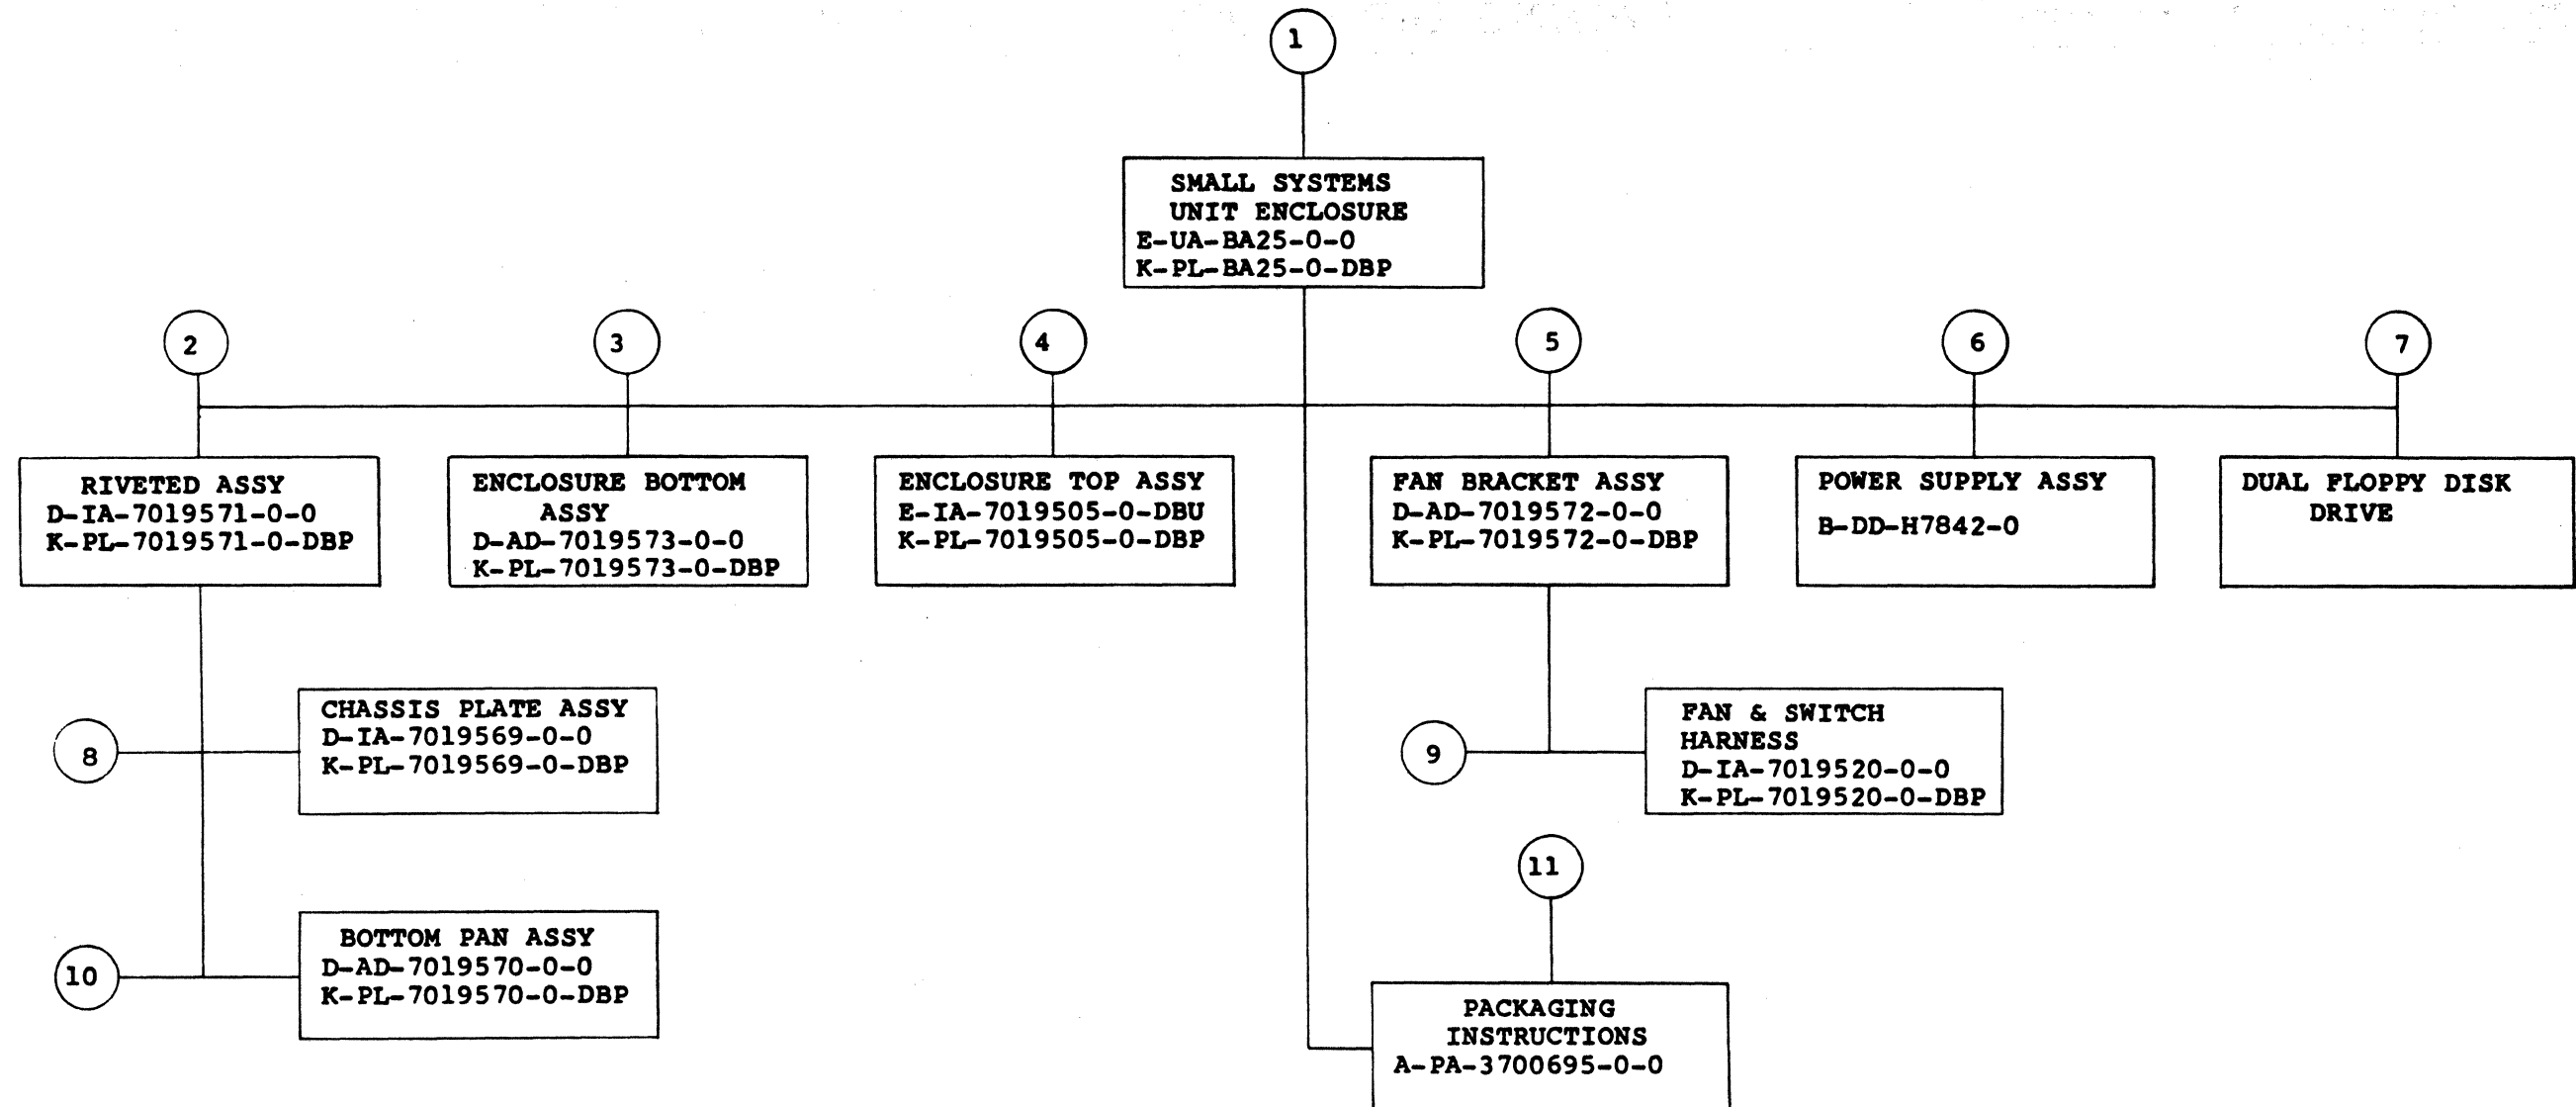 1
SMALL SYSTEMS
UNIT ENCLOSURE
E-UA-BA25-0-0
K-PL-BA25-0-DBP
2
3
4
5
6
7
RIVETED ASSY
D-IA-7019571-0-0
K-PL-7019571-0-DBP
ENCLOSURE BOTTOM
ASSY
D-AD-7019573-0-0
K-PL-7019573-0-DBP
ENCLOSURE TOP ASSY
E-IA-7019505-0-DBU
K-PL-7019505-0-DBP
FAN BRACKET ASSY
D-AD-7019572-0-0
K-PL-7019572-0-DBP
POWER SUPPLY ASSY
B-DD-H7842-0
DUAL FLOPPY DISK
DRIVE
8
CHASSIS PLATE ASSY
D-IA-7019569-0-0
K-PL-7019569-0-DBP
9
FAN & SWITCH
HARNESS
D-IA-7019520-0-0
K-PL-7019520-0-DBP
10
BOTTOM PAN ASSY
D-AD-7019570-0-0
K-PL-7019570-0-DBP
11
PACKAGING
INSTRUCTIONS
A-PA-3700695-0-0